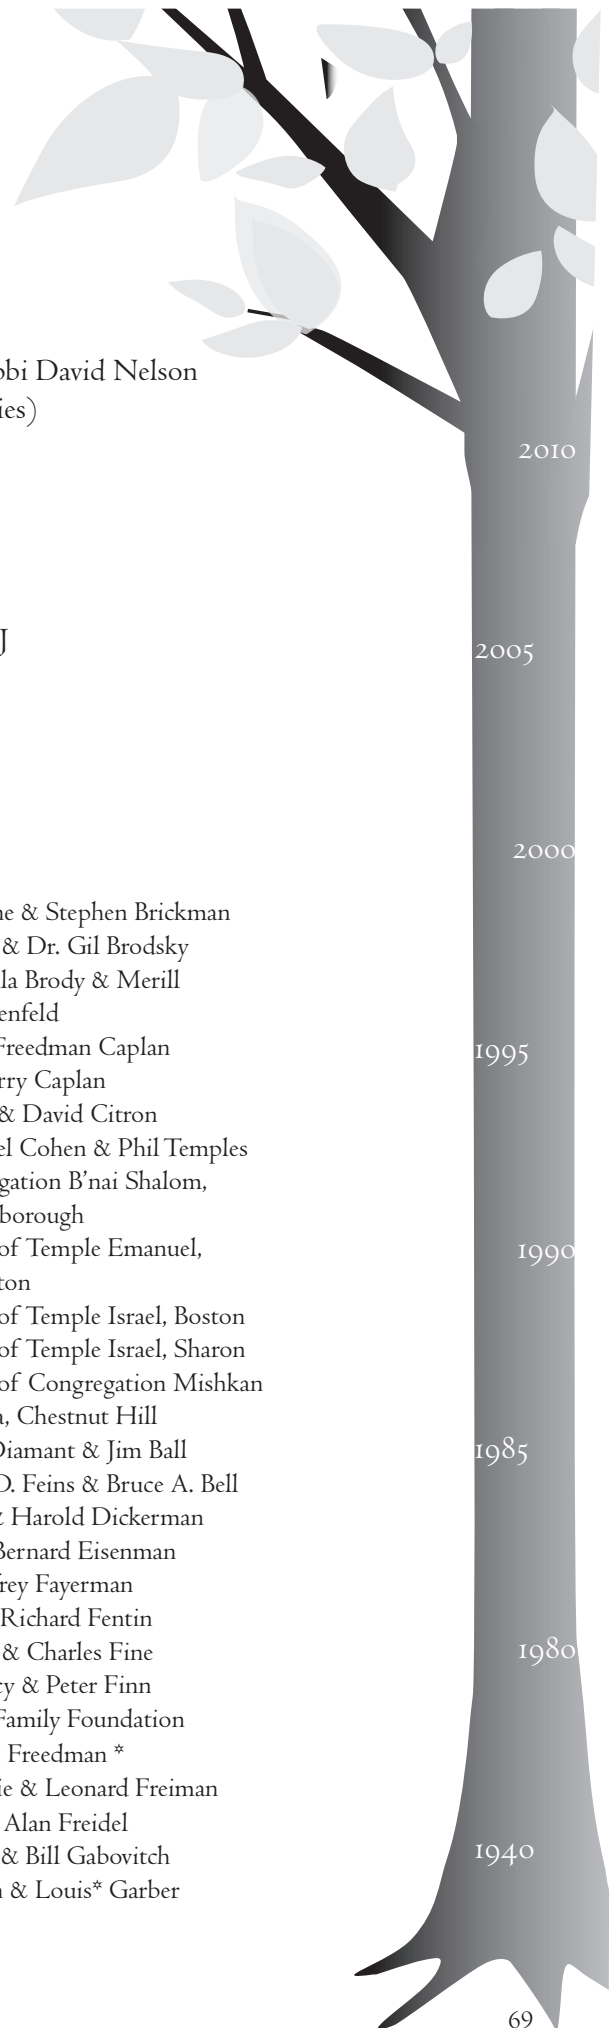 bbi David Nelson
ies)
2010
J
2005
2000
ne & Stephen Brickman
& Dr. Gil Brodsky
la Brody & Merill
enfeld
Freedman Caplan
rry Caplan
1995
& David Citron
el Cohen & Phil Temples
gation B’nai Shalom,
borough
of Temple Emanuel,
ton
1990
of Temple Israel, Boston
of Temple Israel, Sharon
of Congregation Mishkan
a, Chestnut Hill
Diamant & Jim Ball
1985
D. Feins & Bruce A. Bell
& Harold Dickerman
Bernard Eisenman
frey Fayerman
Richard Fentin
& Charles Fine
1980
cy & Peter Finn
Family Foundation
Freedman *
ie & Leonard Freiman
Alan Freidel
& Bill Gabovitch
1940
n & Louis* Garber
69